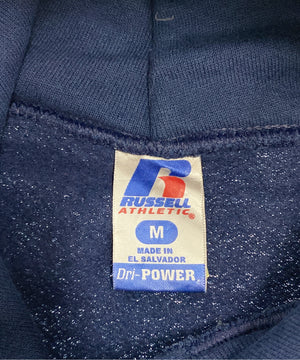 RUSSELL
ATHLETIC
M
MADE IN
EL SALVADOR
Dri-POWER